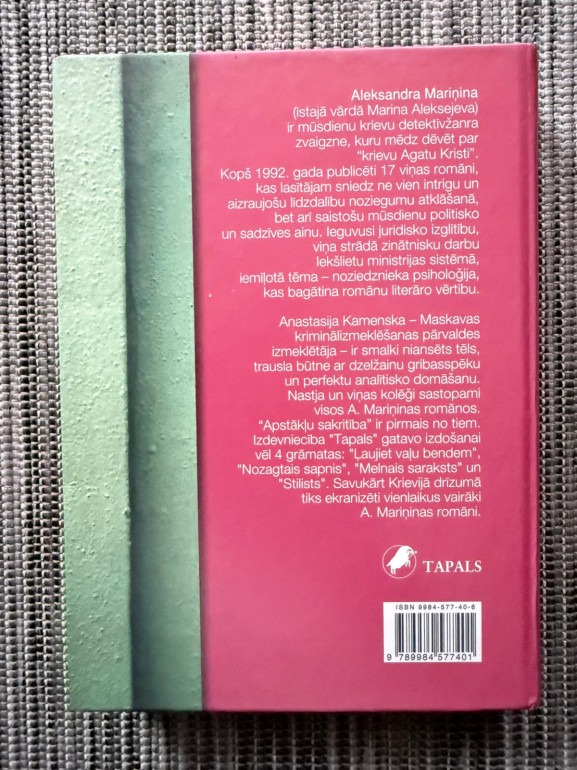 Aleksandra Mariņina
(īstajā vārdā Marina Aleksejeva)
ir mūsdienu krievu detektīvžanra
zvaigzne, kuru mēdz dēvēt par
“krievu Agatu Kristi”.
Kopš 1992. gada publicēti 17 viņas romāni,
kas lasītājam sniedz ne vien intrigu un
aizraujošu līdzdalību noziegumu atklāšanā,
bet arī saistošu mūsdienu politisko
un sadzīves ainu. Ieguvusi juridisko izglītību,
viņa strādā zinātnisku darbu
Iekšlietu ministrijas sistēmā,
iemīļotā tēma – noziedznieka psiholoģija,
kas bagātina romānu literāro vērtību.
Anastasija Kamenska – Maskavas
kriminālizmeklēšanas pārvaldes
izmeklētāja – ir smalki niansēts tēls,
trausla būtne ar dzelžainu gribasspēku
un perfektu analītisko domāšanu.
Nastja un viņas kolēģi sastopami
visos A. Mariņinas romānos.
“Apstākļu sakritība” ir pirmais no tiem.
Izdevniecība "Tapals" gatavo izdošanai
vēl 4 grāmatas: "Ļaujiet vaļu bendem",
"Nozagtais sapnis", "Melnais saraksts" un
"Stilists". Savukārt Krievijā drīzumā
tiks ekranizēti vienlaikus vairāki
A. Mariņinas romāni.
TAPALS
ISBN 9984-577-40-6
9 789984 577401